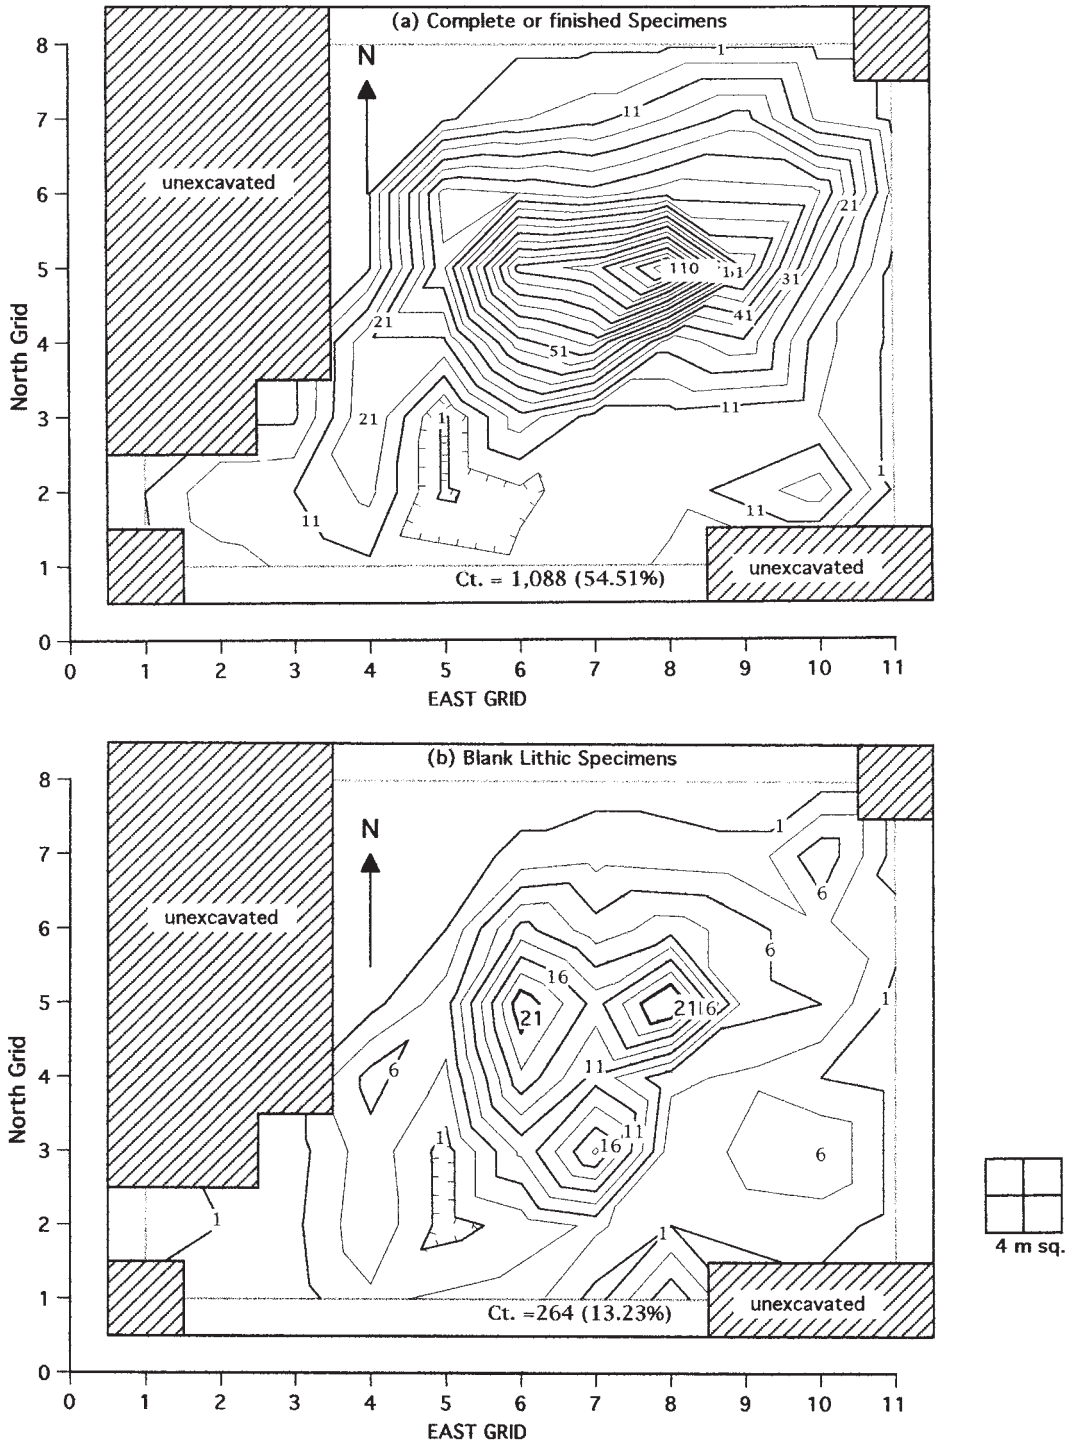 (a) Complete or finished Specimens
8
7
6
5
4
3
2
1
0
North Grid
N
unexcavated
1
11
21
110
31
21
41
51
21
1
11
1
11
11
Ct. = 1,088 (54.51%)
unexcavated
0 1 2 3 4 5 6 7 8 9 10 11
EAST GRID
(b) Blank Lithic Specimens
8
7
6
5
4
3
2
1
0
North Grid
N
unexcavated
1
6
6
16
21
21 16
1
11
6
1
11
16
6
1
1
Ct. =264 (13.23%)
unexcavated
0 1 2 3 4 5 6 7 8 9 10 11
EAST GRID
4 m sq.